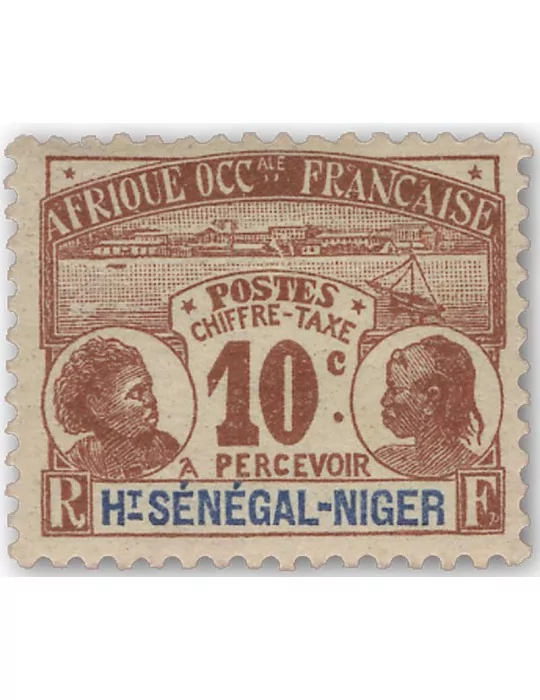 AFRIQUE OCC.ALE FRANÇAISE
POSTES
CHIFFRE-TAXE
10c.
A PERCEVOIR
R HT SÉNÉGAL-NIGER F